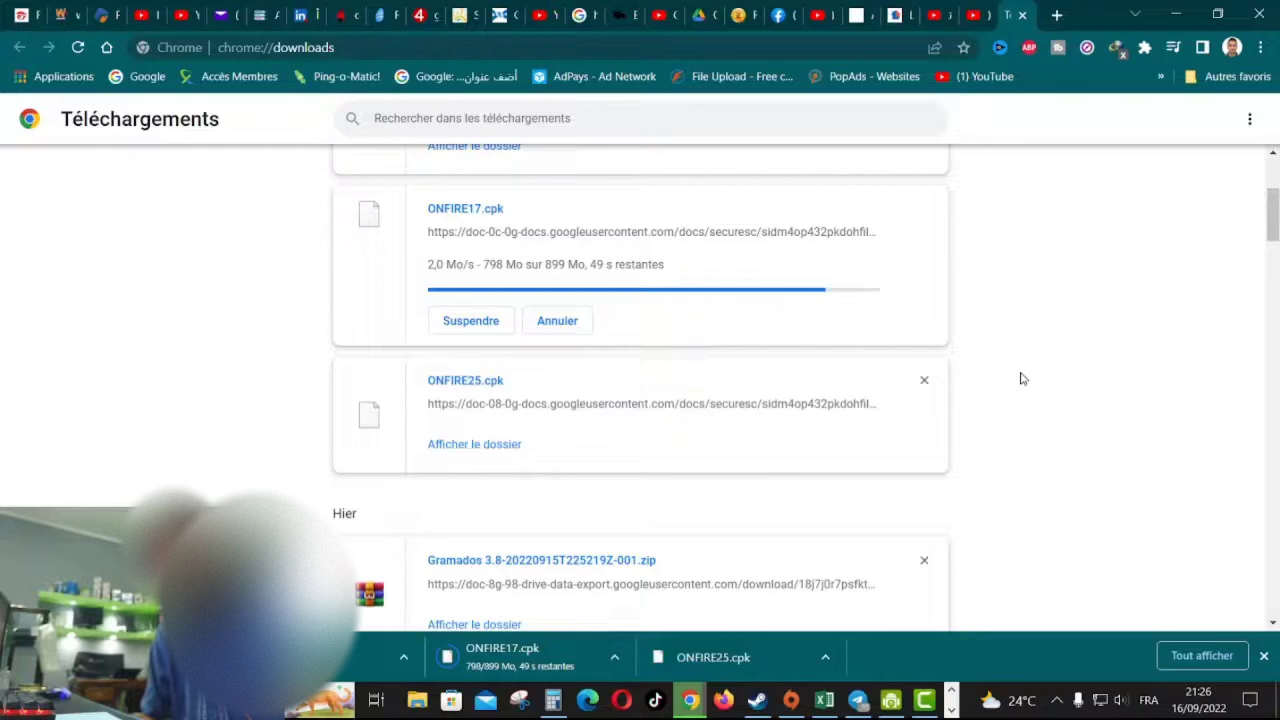 Chrome | chrome://downloads
Applications
Google
Accès Membres
Ping-o-Matic!
Google: ...أضف عنوان
AdPays - Ad Network
File Upload - Free c...
PopAds - Websites
(1) YouTube
»
Autres favoris
Téléchargements
Rechercher dans les téléchargements
Afficher le dossier
ONFIRE17.cpk
https://doc-0c-0g-docs.googleusercontent.com/docs/securesc/sidm4op432pkdohfil...
2,0 Mo/s - 798 Mo sur 899 Mo, 49 s restantes
Suspendre
Annuler
ONFIRE25.cpk
https://doc-08-0g-docs.googleusercontent.com/docs/securesc/sidm4op432pkdohfil...
Afficher le dossier
Hier
Gramados 3.8-20220915T225219Z-001.zip
https://doc-8g-98-drive-data-export.googleusercontent.com/download/18j7j0r7psfkt...
Afficher le dossier
ONFIRE17.cpk
798/899 Mo, 49 s restantes
ONFIRE25.cpk
Tout afficher
24°C
FRA
21:26
16/09/2022